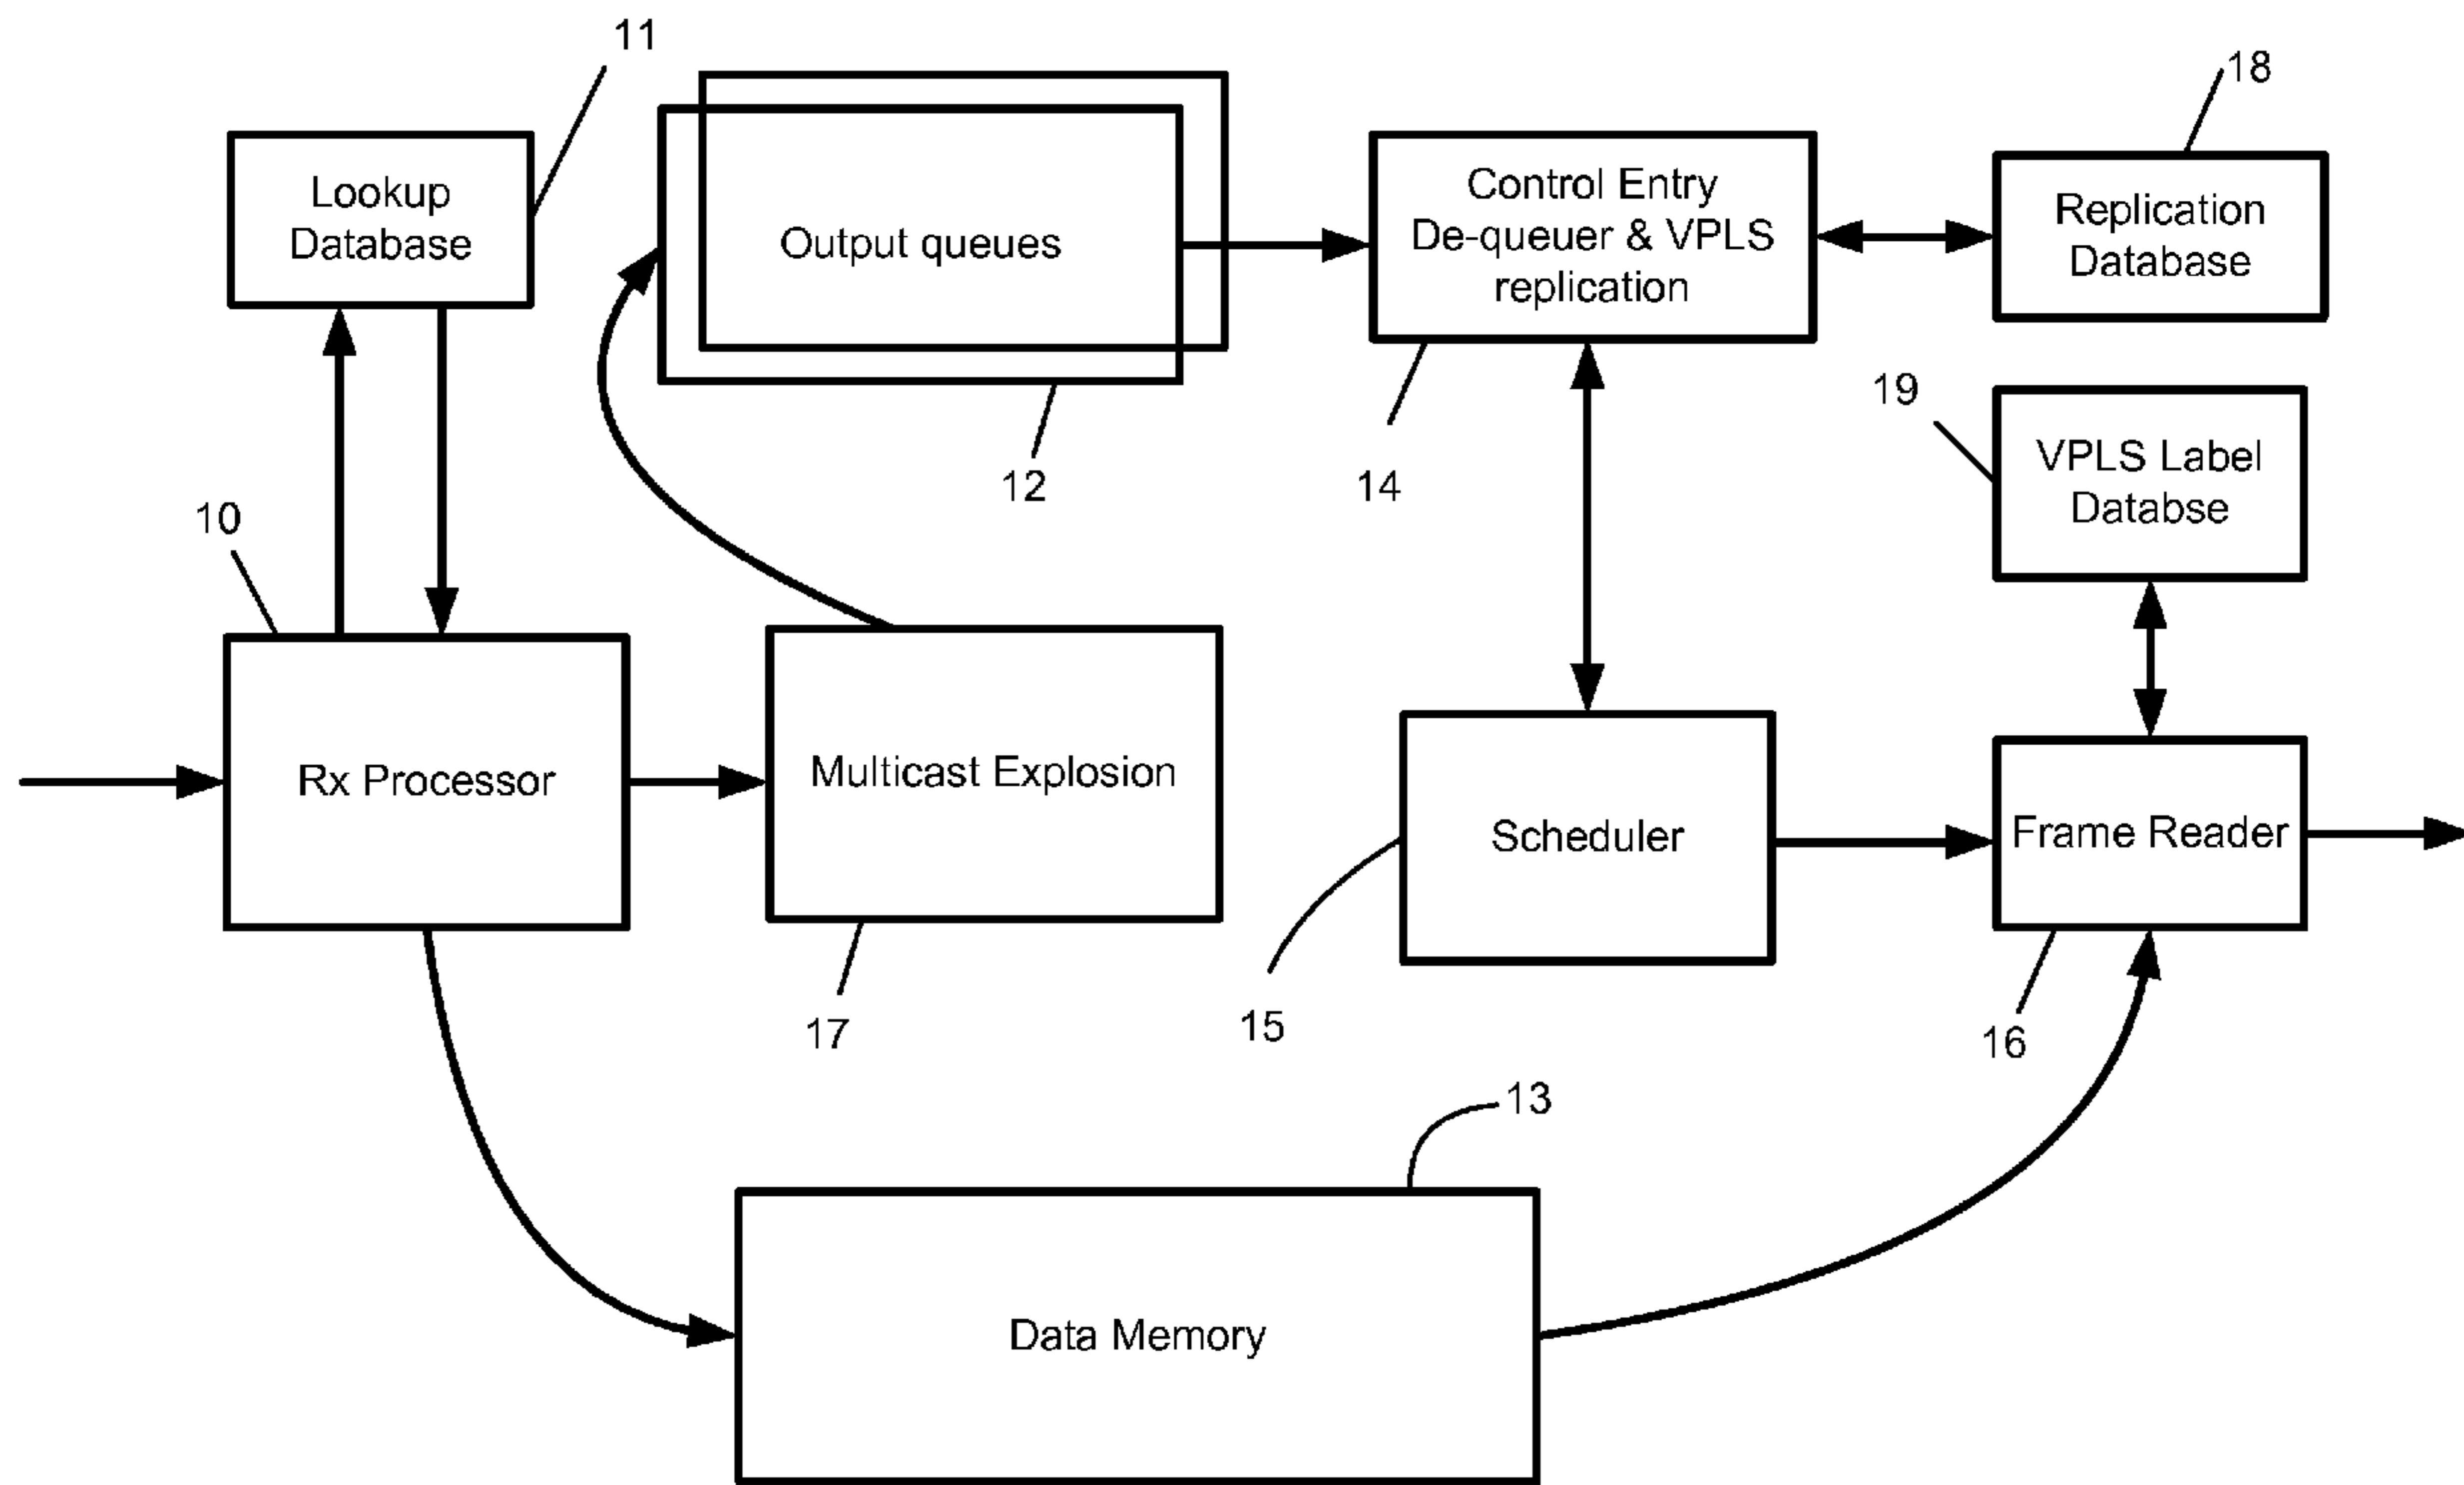 11
18
Lookup
Database
Output queues
Control Entry
De-queuer & VPLS
replication
Replication
Database
19
VPLS Label
Databse
12
14
10
Rx Processor
Multicast Explosion
Scheduler
Frame Reader
17
15
16
13
Data Memory